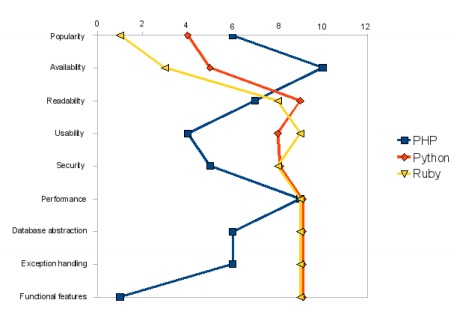 0 2 4 6 8 10 12
Popularity
Availability
Readability
Usability
Security
Performance
Database abstraction
Exception handling
Functional features
PHP
Python
Ruby